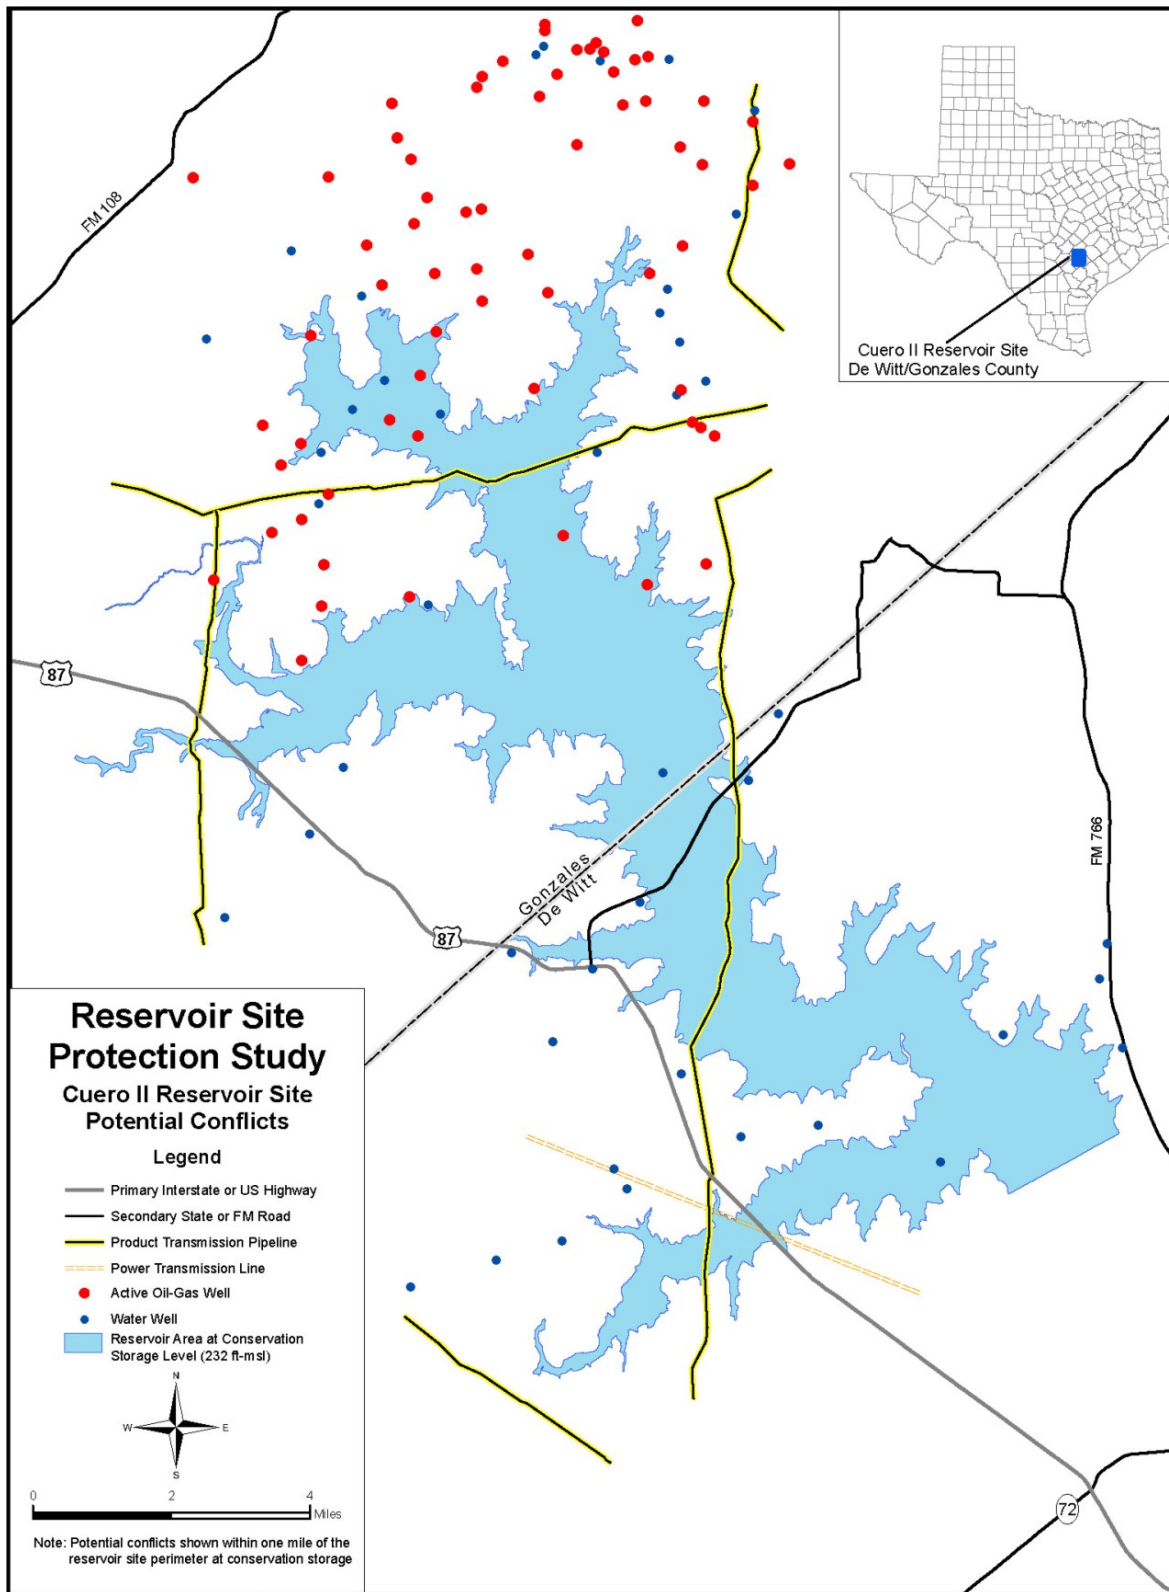 FM 108
Cuero II Reservoir Site
De Witt/Gonzales County
87
FM 766
Gonzales
De Witt
87
Reservoir Site
Protection Study
Cuero II Reservoir Site
Potential Conflicts
Legend
Primary Interstate or US Highway
Secondary State or FM Road
Product Transmission Pipeline
Power Transmission Line
Active Oil-Gas Well
Water Well
Reservoir Area at Conservation
Storage Level (232 ft-msl)
N
W E
S
0 2 4
Miles
Note: Potential conflicts shown within one mile of the
reservoir site perimeter at conservation storage
72